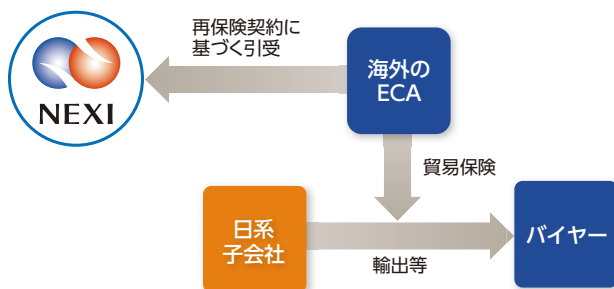 再保険契約に
基づく引受
NEXI
海外の
ECA
貿易保険
日系
子会社
輸出等
バイヤー